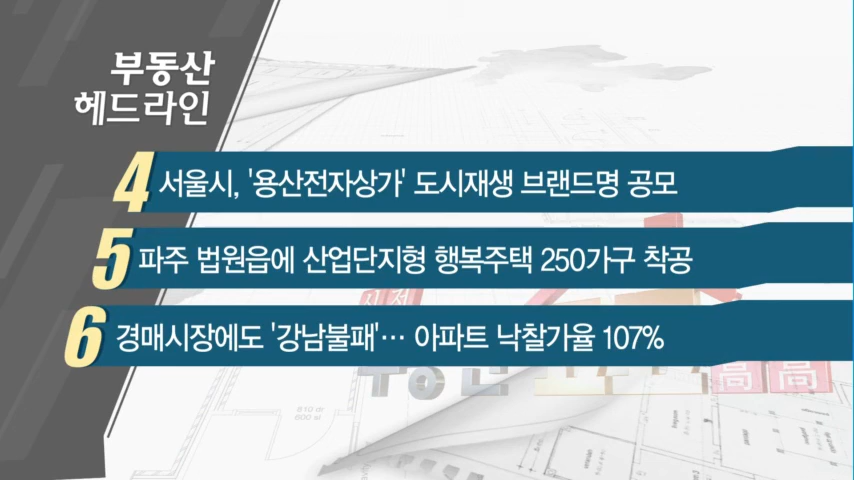 부동산
헤드라인
4 서울시, '용산전자상가' 도시재생 브랜드명 공모
5 파주 법원읍에 산업단지형 행복주택 250가구 착공
6 경매시장에도 '강남불패'… 아파트 낙찰가율 107%
高 高